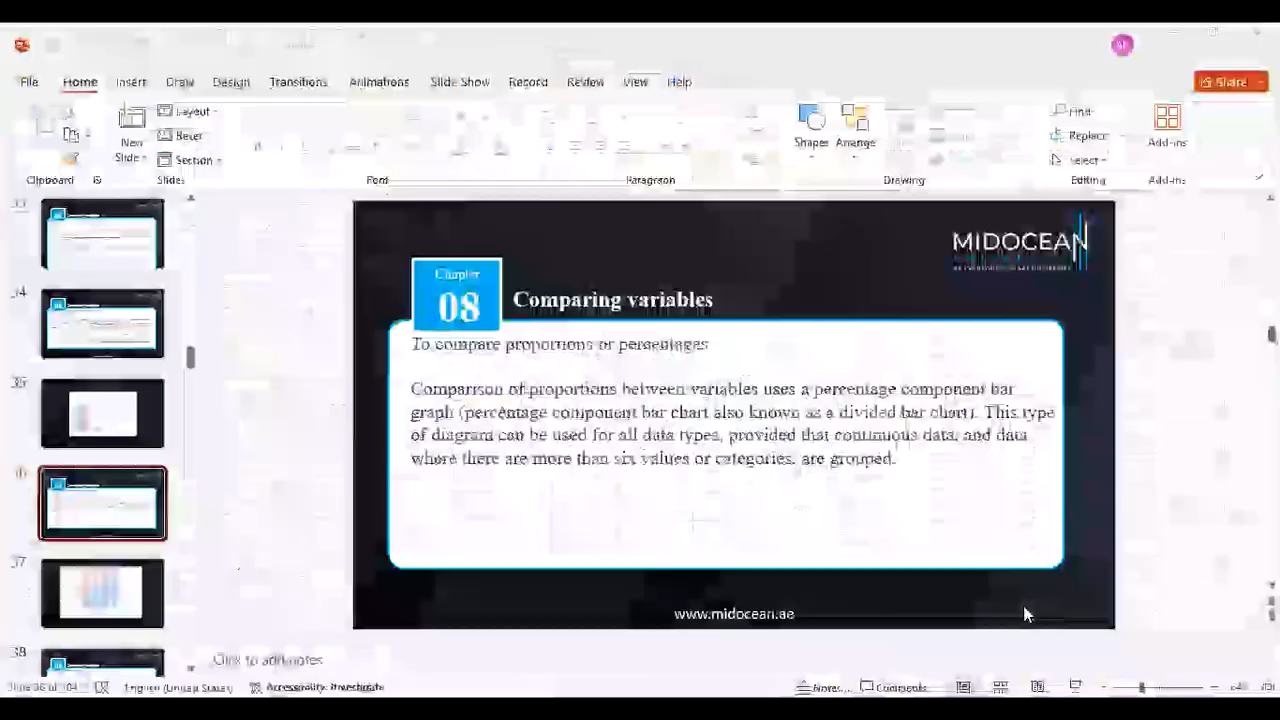 File Home Insert Draw Design Transitions Animations Slide Show Record Review View Help Share
Layout
New
Slide
Reset
Section
Shapes Arrange
Find
Replace
Select
Add-ins
Clipboard Slides Font Paragraph Drawing Editing Add-ins
33
34
35
37
38
MIDOCEAN
Chapter
08
Comparing variables
To compare proportions or percentages
Comparison of proportions between variables uses a percentage component bar
graph (percentage component bar chart also known as a divided bar chart). This type
of diagram can be used for all data types, provided that continuous data, and data
where there are more than six values or categories, are grouped.
www.midocean.ae
Click to add notes
English (United States) Accessibility: Investigate Notes Comments